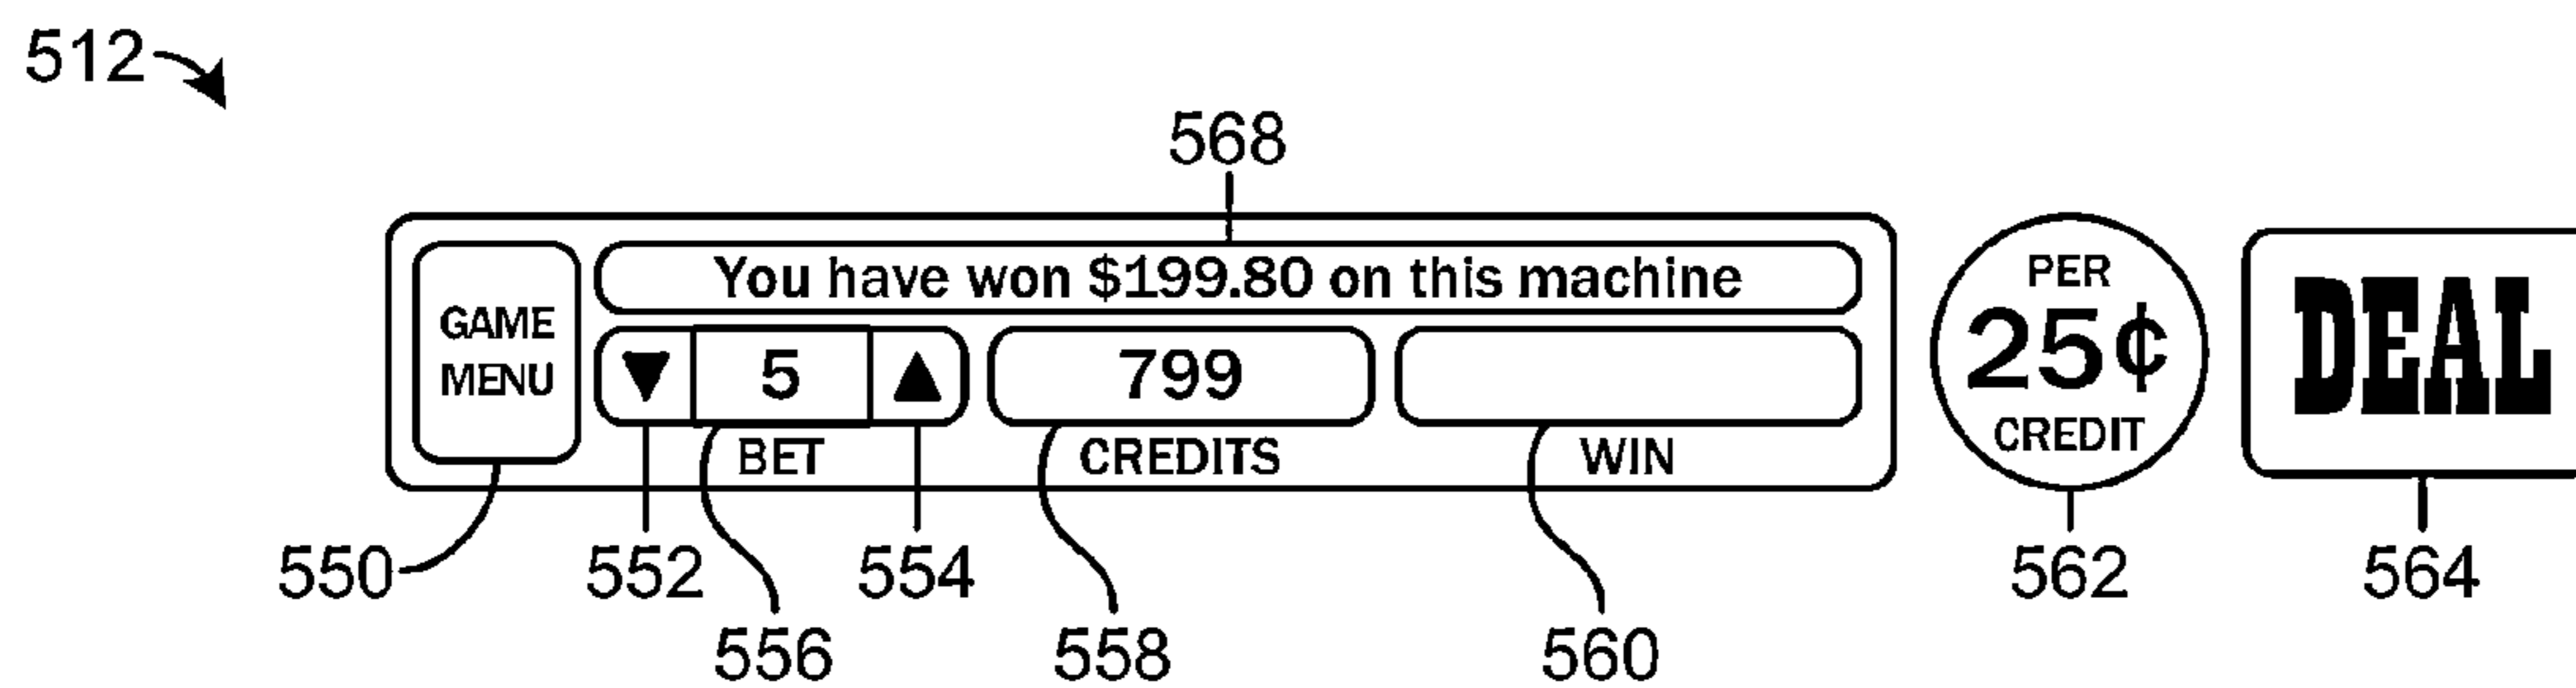 512
568
GAME
MENU
You have won $199.80 on this machine
5
BET
799
CREDITS
WIN
PER
25¢
CREDIT
DEAL
550
552
554
562
564
556
558
560